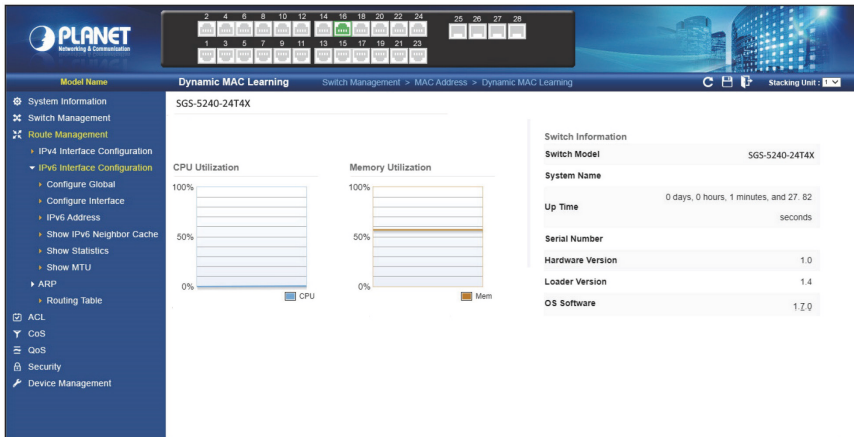 PLANET
Networking & Communication
2 4 6 8 10 12 14 16 18 20 22 24 25 26 27 28
1 3 5 7 9 11 13 15 17 19 21 23
Model Name
Dynamic MAC Learning
Switch Management > MAC Address > Dynamic MAC Learning
Stacking Unit : 1
System Information
Switch Management
Route Management
IPv4 Interface Configuration
IPv6 Interface Configuration
Configure Global
Configure Interface
IPv6 Address
Show IPv6 Neighbor Cache
Show Statistics
Show MTU
ARP
Routing Table
ACL
CoS
QoS
Security
Device Management
SGS-5240-24T4X
CPU Utilization
100%
50%
0%
CPU
Memory Utilization
100%
50%
0%
Mem
Switch Information
Switch Model SGS-5240-24T4X
System Name
Up Time 0 days, 0 hours, 1 minutes, and 27. 82
seconds
Serial Number
Hardware Version 1.0
Loader Version 1.4
OS Software 1.7.0